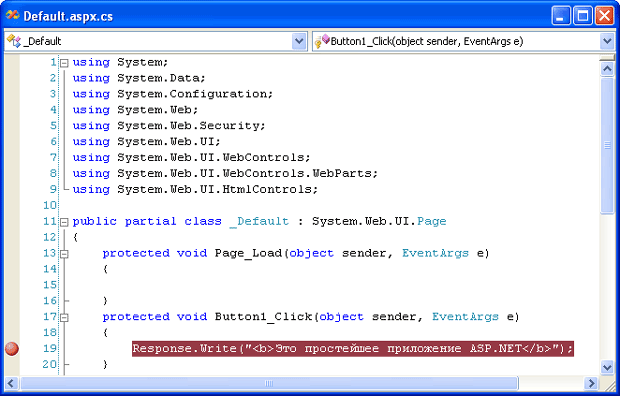 Default.aspx.cs
_Default
Button1_Click(object sender, EventArgs e)
1 using System;
2 using System.Data;
3 using System.Configuration;
4 using System.Web;
5 using System.Web.Security;
6 using System.Web.UI;
7 using System.Web.UI.WebControls;
8 using System.Web.UI.WebControls.WebParts;
9 using System.Web.UI.HtmlControls;
10
11 public partial class _Default : System.Web.UI.Page
12 {
13 protected void Page_Load(object sender, EventArgs e)
14 {
15
16 }
17 protected void Button1_Click(object sender, EventArgs e)
18 {
19 Response.Write("<b>Это простейшее приложение ASP.NET</b>");
20 }